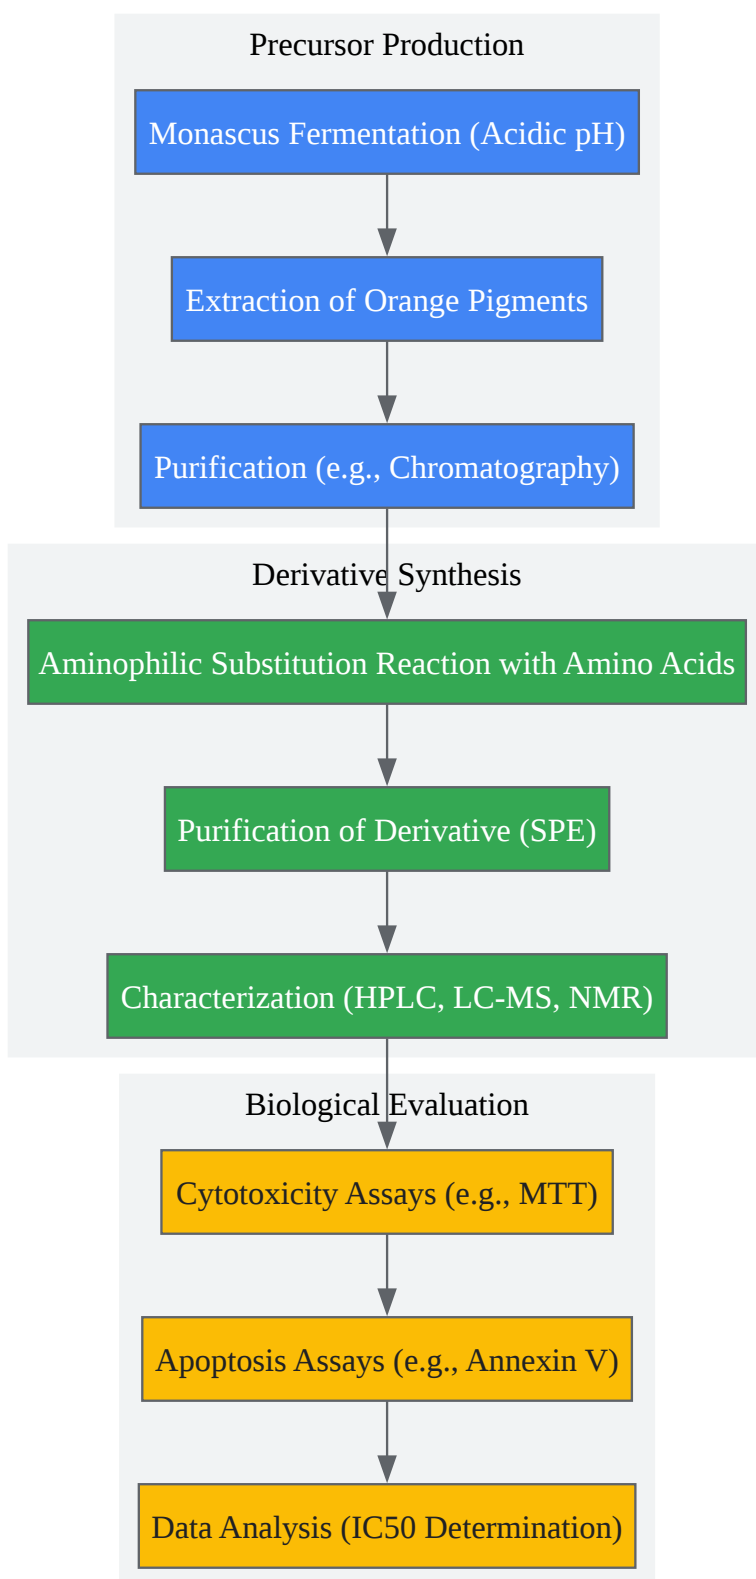 Precursor Production
Monascus Fermentation (Acidic pH)
Extraction of Orange Pigments
Purification (e.g., Chromatography)
Derivative Synthesis
Aminophilic Substitution Reaction with Amino Acids
Purification of Derivative (SPE)
Characterization (HPLC, LC-MS, NMR)
Biological Evaluation
Cytotoxicity Assays (e.g., MTT)
Apoptosis Assays (e.g., Annexin V)
Data Analysis (IC50 Determination)